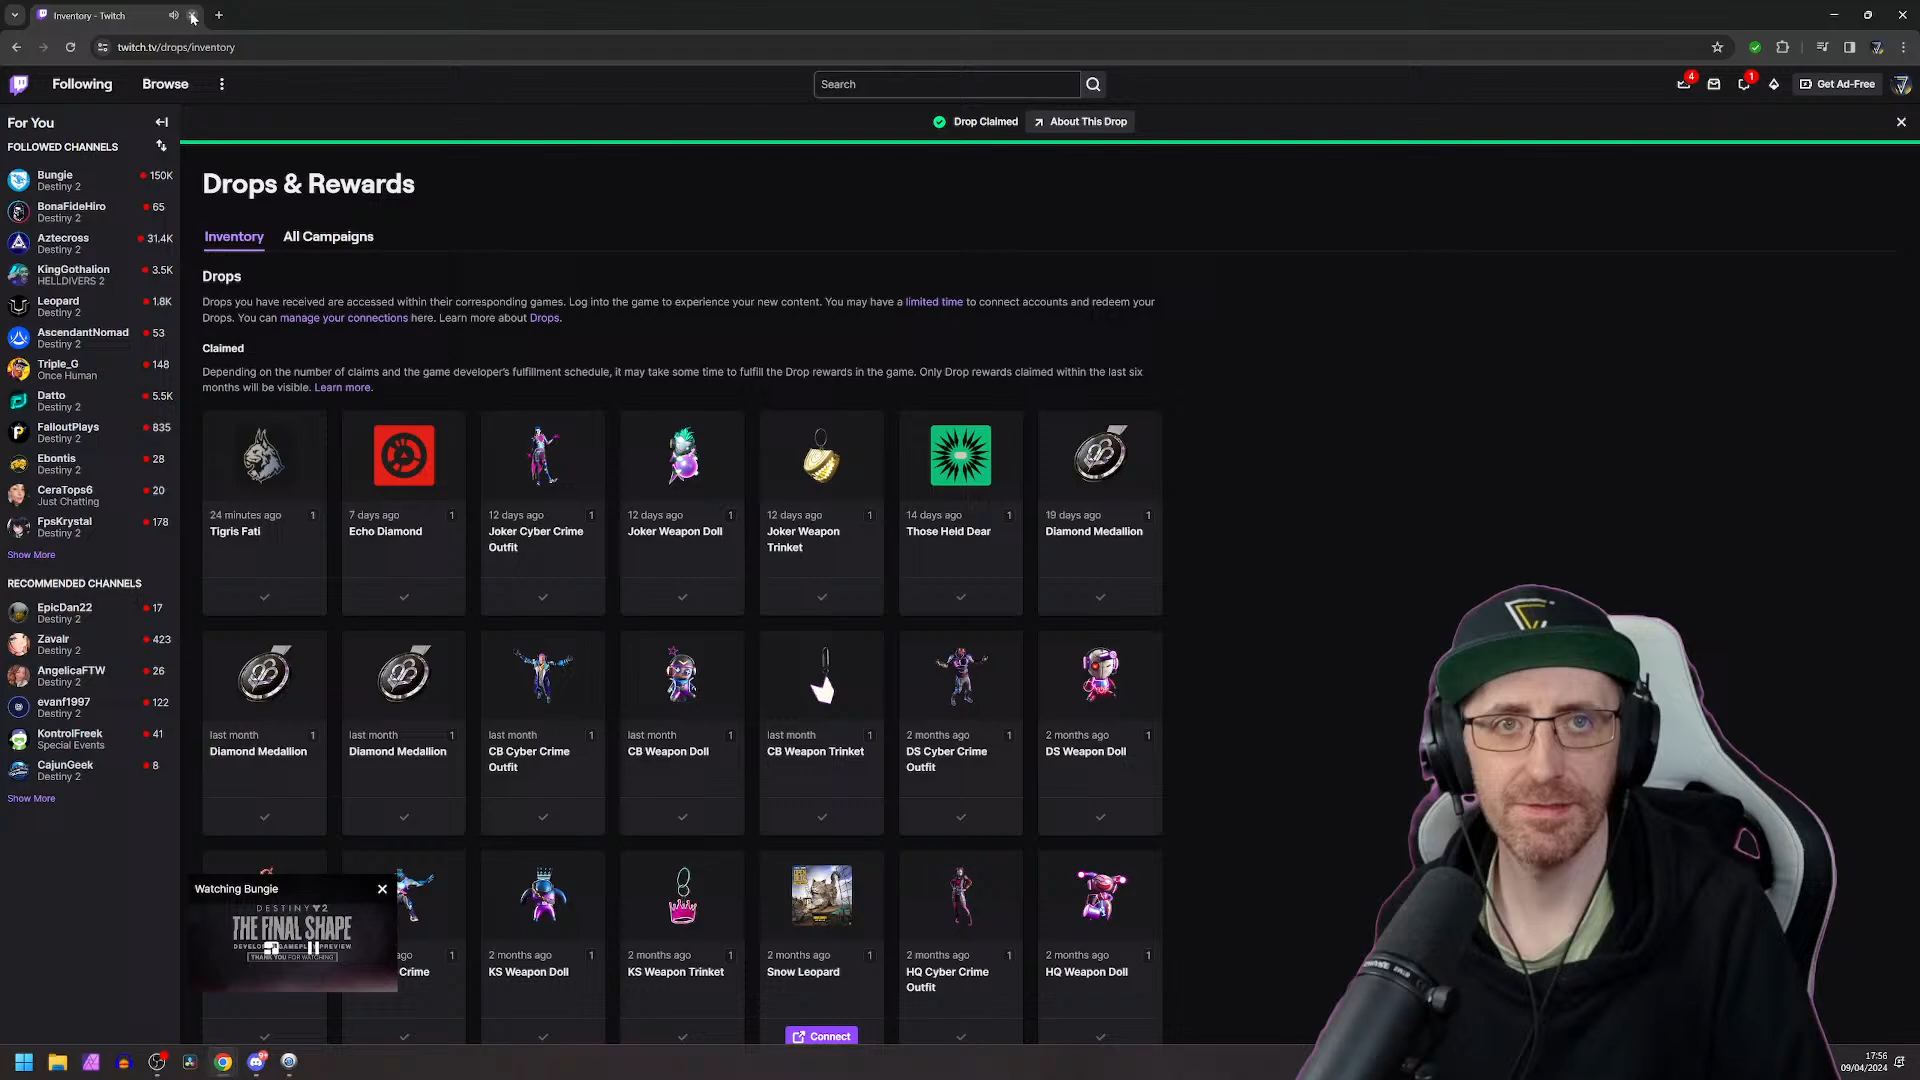 Inventory - Twitch
twitch.tv/drops/inventory
Following
Browse
Search
4
1
Get Ad-Free
Drop Claimed
About This Drop
For You
FOLLOWED CHANNELS
Bungie
150K
Destiny 2
BonaFideHiro
65
Destiny 2
Aztecross
31.4K
Destiny 2
KingGothalion
3.5K
HELLDIVERS 2
Leopard
1.8K
Destiny 2
AscendantNomad
53
Destiny 2
Triple_G
148
Once Human
Datto
5.5K
Destiny 2
FalloutPlays
835
Destiny 2
Ebontis
28
Destiny 2
CeraTops6
20
Just Chatting
FpsKrystal
178
Destiny 2
Show More
RECOMMENDED CHANNELS
EpicDan22
17
Destiny 2
Zavalr
423
Destiny 2
AngelicaFTW
26
Destiny 2
evanf1997
122
Destiny 2
KontrolFreek
41
Special Events
CajunGeek
8
Destiny 2
Show More
Drops & Rewards
Inventory
All Campaigns
Drops
Drops you have received are accessed within their corresponding games. Log into the game to experience your new content. You may have a limited time to connect accounts and redeem your
Drops. You can manage your connections here. Learn more about Drops.
Claimed
Depending on the number of claims and the game developer's fulfillment schedule, it may take some time to fulfill the Drop rewards in the game. Only Drop rewards claimed within the last six
months will be visible. Learn more.
24 minutes ago 1
Tigris Fati
7 days ago 1
Echo Diamond
12 days ago 1
Joker Cyber Crime
Outfit
12 days ago 1
Joker Weapon Doll
12 days ago 1
Joker Weapon
Trinket
14 days ago 1
Those Held Dear
19 days ago 1
Diamond Medallion
last month 1
Diamond Medallion
last month 1
Diamond Medallion
last month 1
CB Cyber Crime
Outfit
last month 1
CB Weapon Doll
last month 1
CB Weapon Trinket
2 months ago 1
DS Cyber Crime
Outfit
2 months ago 1
DS Weapon Doll
Watching Bungie
DESTINY 2
THE FINAL SHAPE
DEVELOPER GAMEPLAY PREVIEW
THANK YOU FOR WATCHING
ago 1
Crime
2 months ago 1
KS Weapon Doll
2 months ago 1
KS Weapon Trinket
2 months ago 1
Snow Leopard
Connect
2 months ago 1
HQ Cyber Crime
Outfit
2 months ago 1
HQ Weapon Doll
17:56
09/04/2024